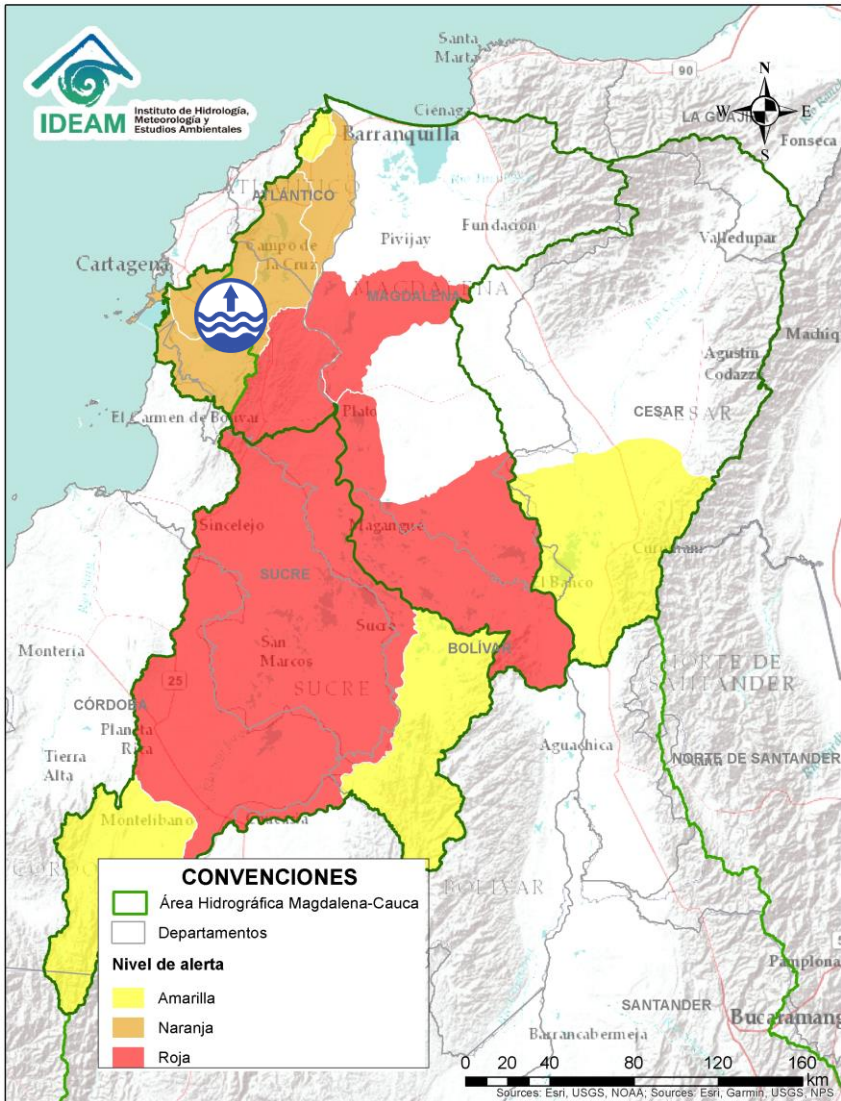 IDEAM
Instituto de Hidrología,
Meteorología y
Estudios Ambientales
Santa
Marta
90
N
W
E
S
LA GUAJI
Fonseca
Ciénaga
Barranquilla
ATLÁNTICO
Pivijay
Fundación
Valledupar
Cartagena
Campo de
la Cruz
MAGDALENA
Machiq
Agustín
Codazzi
El Carmen de Bolívar
Plato
CESAR
CESAR
Sincelejo
Magangué
SUCRE
El Banco
Sucre
BOLÍVAR
Montería
San
Marcos
SUCRE
25
NORTE DE
SANTANDER
CÓRDOBA
Planeta
Rica
Tierra
Alta
Aguachica
NORTE DE SANTANDER
Montelíbano
BOLÍVAR
CONVENCIONES
Área Hidrográfica Magdalena-Cauca
Departamentos
Nivel de alerta
Amarilla
Naranja
Roja
Pamplona
SANTANDER
Bucaramang
Barrancabermeja
0 20 40 80 120 160
km
Sources: Esri, USGS, NOAA; Sources: Esri, Garmin, USGS, NPS